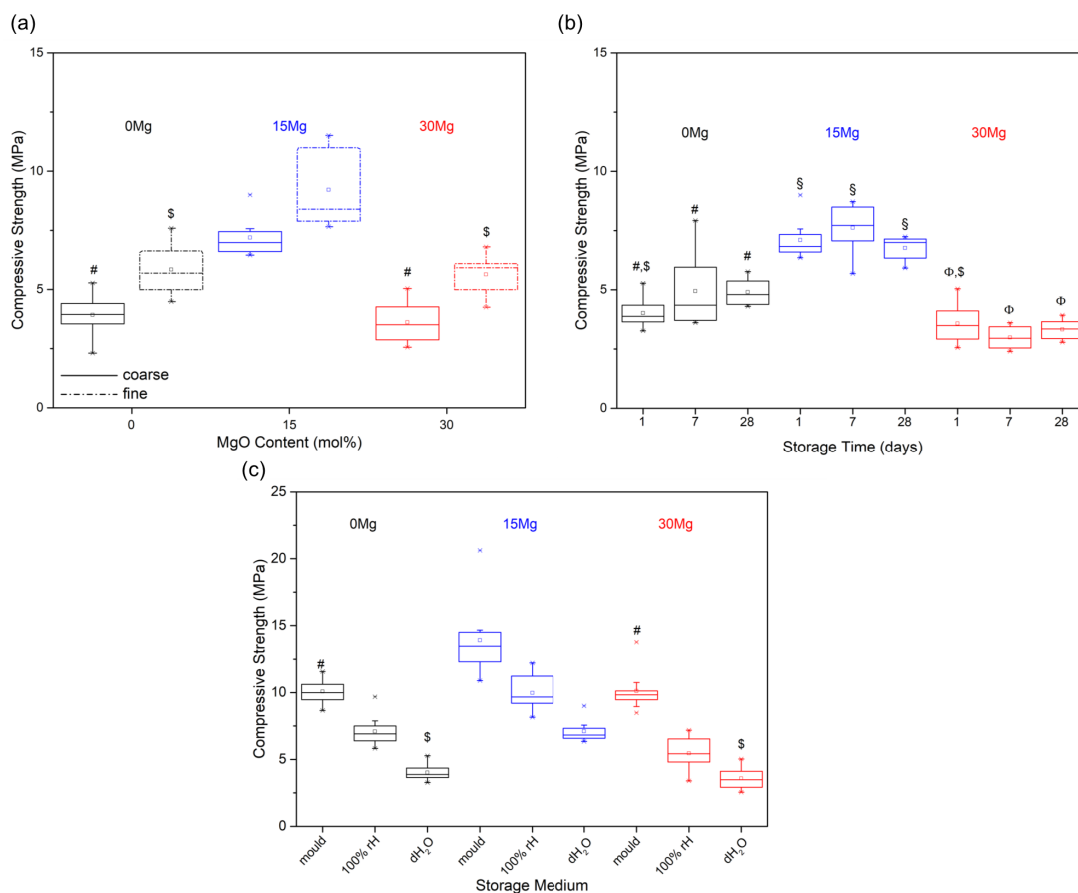 (a)
15
10
5
0
Compressive Strength (MPa)
0Mg
15Mg
30Mg
#
$
#
$
coarse
fine
0
15
30
MgO Content (mol%)
(b)
15
10
5
0
Compressive Strength (MPa)
0Mg
15Mg
30Mg
#,$
#
#
§
§
§
Φ,$
Φ
Φ
1
7
28
1
7
28
1
7
28
Storage Time (days)
(c)
25
20
15
10
5
0
Compressive Strength (MPa)
0Mg
15Mg
30Mg
#
$
#
$
mould
100% rH
dH₂O
mould
100% rH
dH₂O
mould
100% rH
dH₂O
Storage Medium